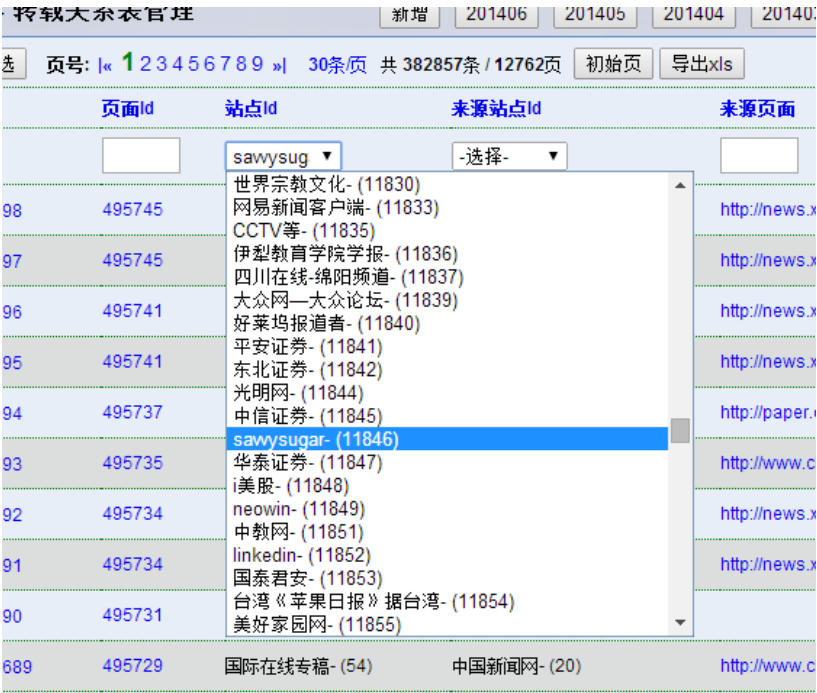 转载关系表管理 新增 201406 201405 201404 20140
选 页号: |« 1 2 3 4 5 6 7 8 9 »| 30条/页 共 382857条 / 12762页 初始页 导出xls
页面Id 站点Id 来源站点Id 来源页面
savvysug ▼ -选择- ▼
世界宗教文化- (11830)
98 495745 网易新闻客户端- (11833) http://news.x
CCTV等- (11835)
伊犁教育学院学报- (11836)
97 495745 四川在线-绵阳频道- (11837) http://news.x
大众网—大众论坛- (11839)
96 495741 好莱坞报道者- (11840) http://news.x
平安证券- (11841)
95 495741 东北证券- (11842) http://news.x
光明网- (11844)
94 495737 中信证券- (11845) http://paper.
savvysugar- (11846)
93 495735 华泰证券- (11847) http://www.c
i美股- (11848)
92 495734 neowin- (11849) http://news.x
中教网- (11851)
91 495734 linkedin- (11852) http://news.x
国泰君安- (11853)
90 495731 台湾《苹果日报》据台湾- (11854)
美好家园网- (11855)
689 495729 国际在线专稿- (54) 中国新闻网- (20) http://www.c